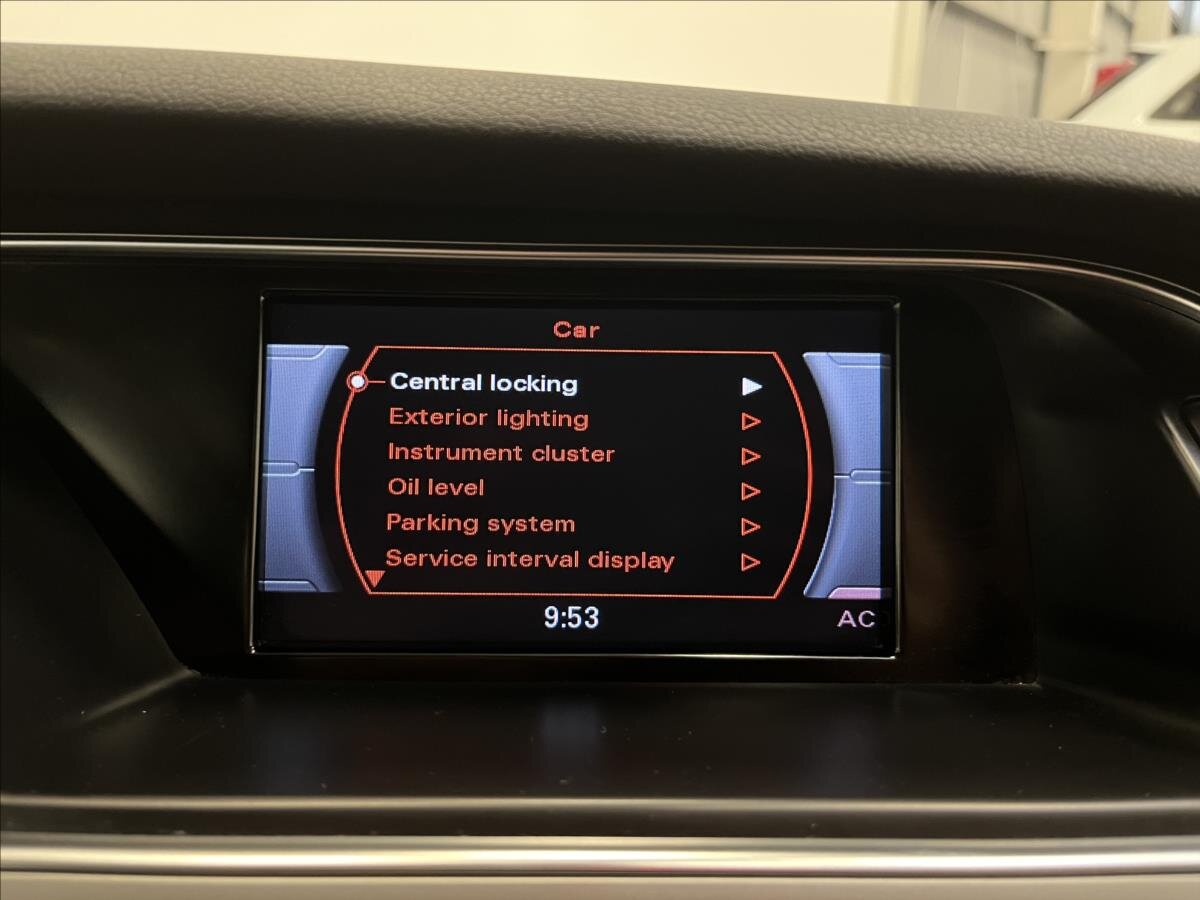 Car
Central locking
Exterior lighting
Instrument cluster
Oil level
Parking system
Service interval display
9:53
AC